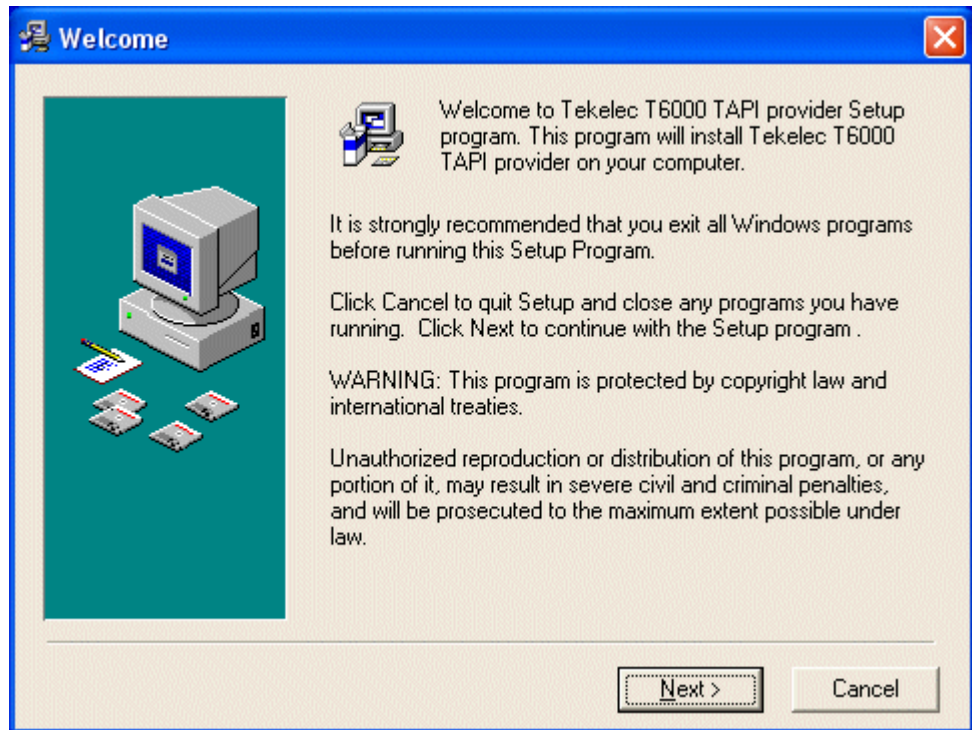 Welcome
Welcome to Tekelec T6000 TAPI provider Setup
program. This program will install Tekelec T6000
TAPI provider on your computer.
It is strongly recommended that you exit all Windows programs
before running this Setup Program.
Click Cancel to quit Setup and close any programs you have
running.  Click Next to continue with the Setup program .
WARNING: This program is protected by copyright law and
international treaties.
Unauthorized reproduction or distribution of this program, or any
portion of it, may result in severe civil and criminal penalties,
and will be prosecuted to the maximum extent possible under
law.
Next >
Cancel